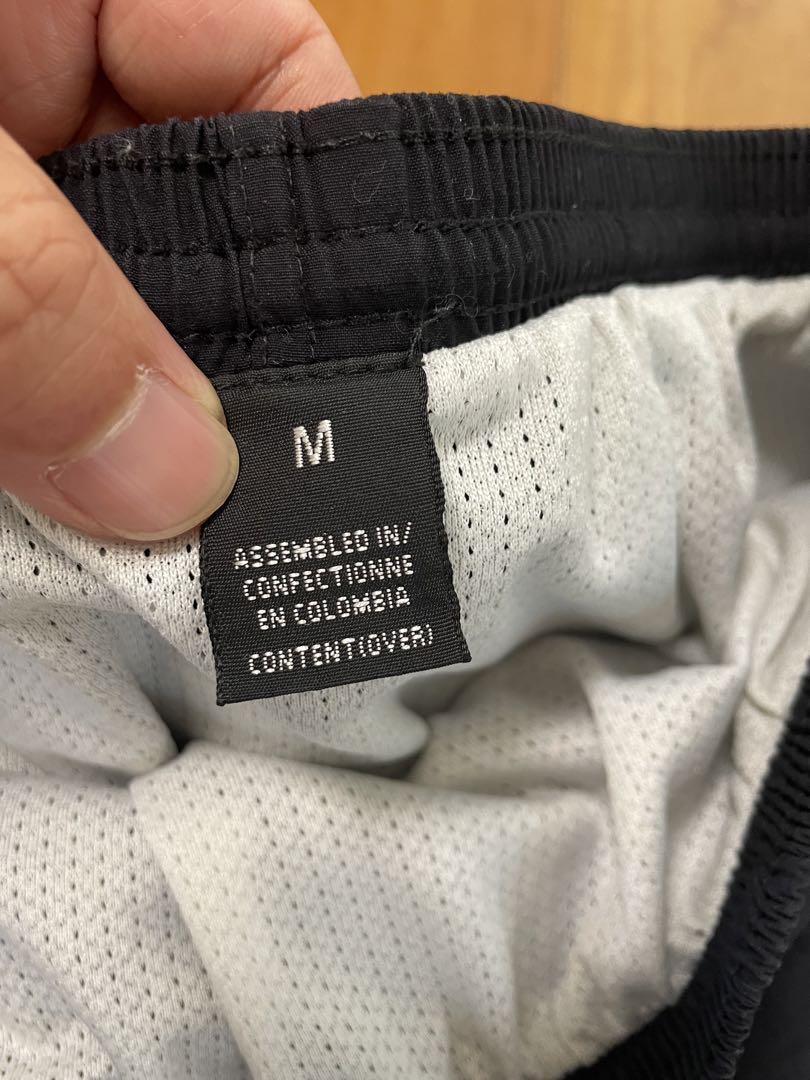 M
ASSEMBLED IN/
CONFECTIONNE
EN COLOMBIA
CONTENT(OVER)